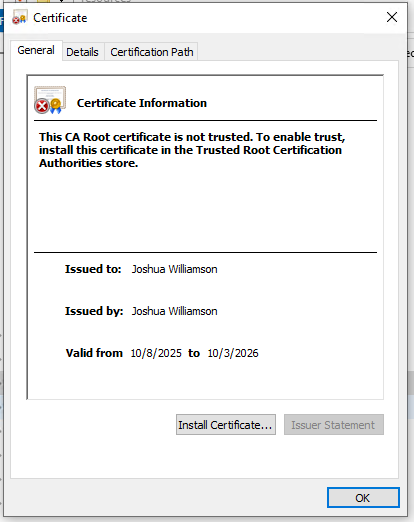 resources
Certificate
General Details Certification Path
Certificate Information
This CA Root certificate is not trusted. To enable trust,
install this certificate in the Trusted Root Certification
Authorities store.
Issued to: Joshua Williamson
Issued by: Joshua Williamson
Valid from 10/8/2025 to 10/3/2026
Install Certificate... Issuer Statement
OK